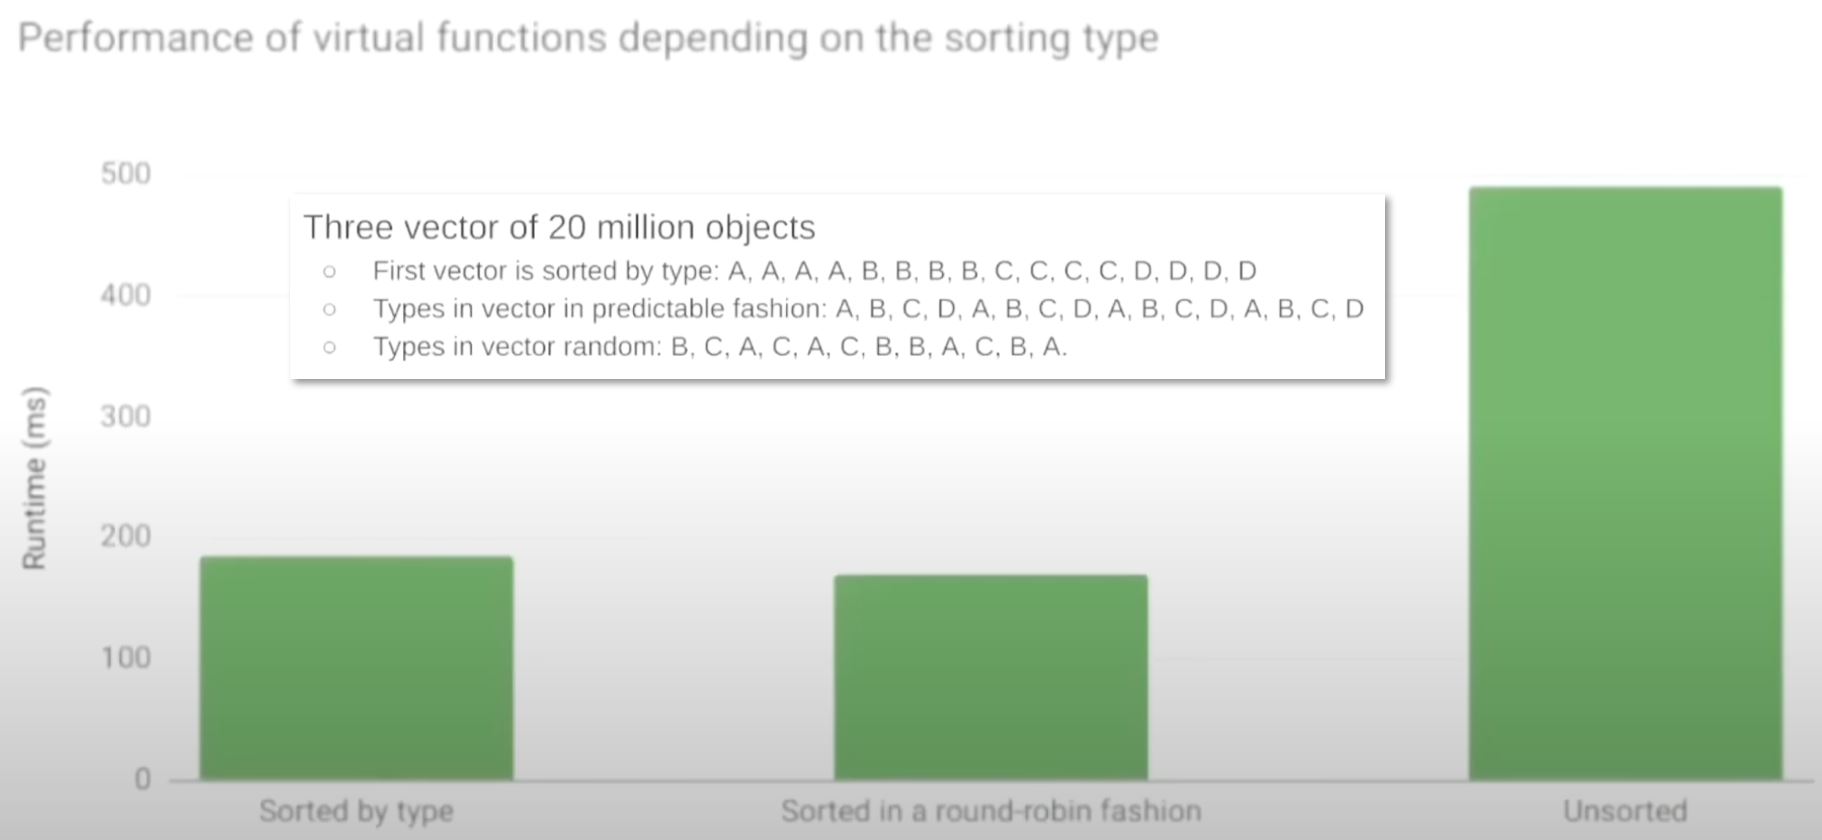 Performance of virtual functions depending on the sorting type
500
400
300
200
100
0
Runtime (ms)
Three vector of 20 million objects
○ First vector is sorted by type: A, A, A, A, B, B, B, B, C, C, C, C, D, D, D, D
○ Types in vector in predictable fashion: A, B, C, D, A, B, C, D, A, B, C, D, A, B, C, D
○ Types in vector random: B, C, A, C, A, C, B, B, A, C, B, A.
Sorted by type
Sorted in a round-robin fashion
Unsorted